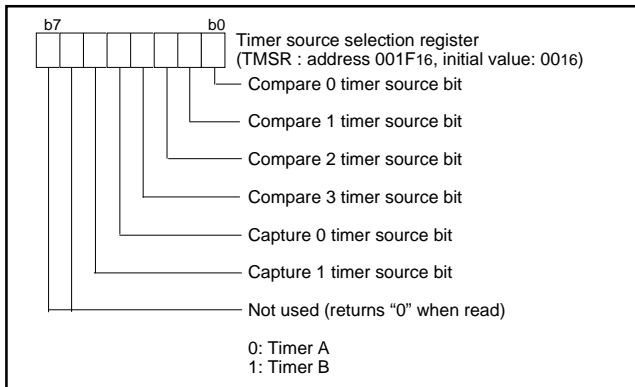 b7 b0
Timer source selection register
(TMSR : address 001F16, initial value: 0016)
Compare 0 timer source bit
Compare 1 timer source bit
Compare 2 timer source bit
Compare 3 timer source bit
Capture 0 timer source bit
Capture 1 timer source bit
Not used (returns “0” when read)
0: Timer A
1: Timer B